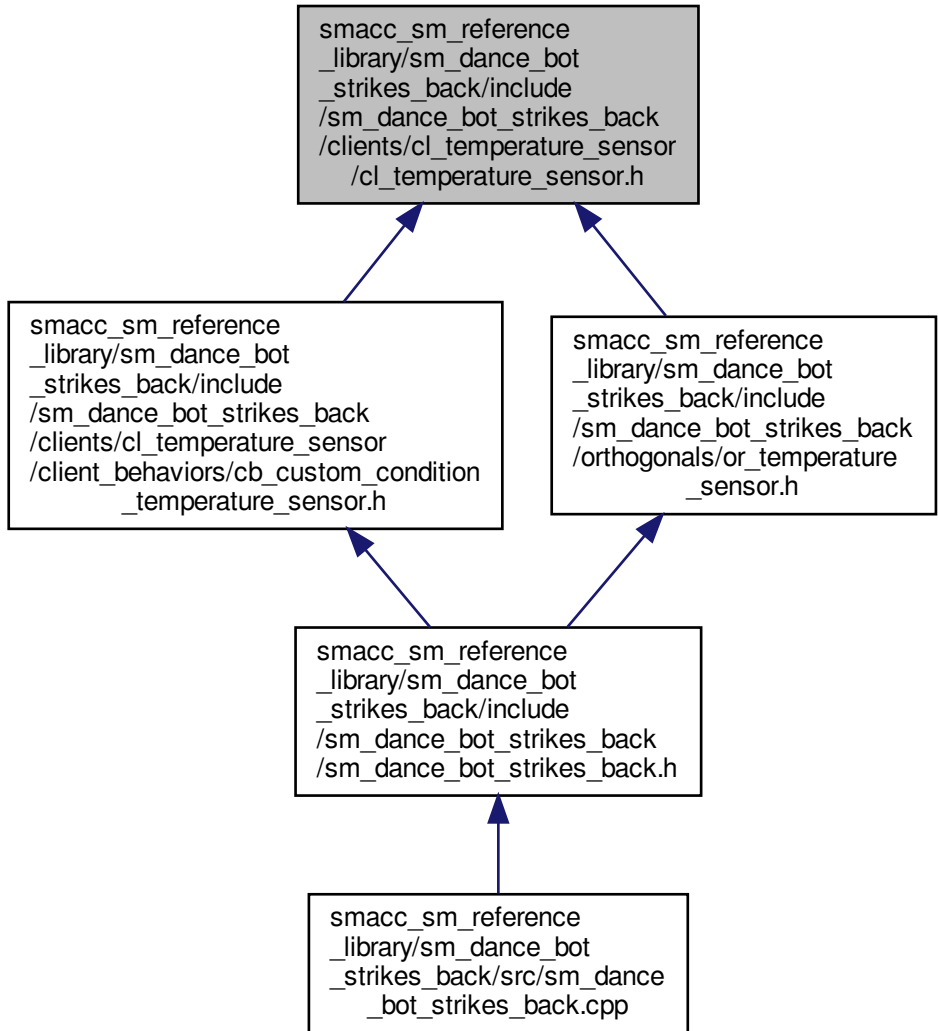 smacc_sm_reference
_library/sm_dance_bot
_strikes_back/include
/sm_dance_bot_strikes_back
/clients/cl_temperature_sensor
/cl_temperature_sensor.h
smacc_sm_reference
_library/sm_dance_bot
_strikes_back/include
/sm_dance_bot_strikes_back
/clients/cl_temperature_sensor
/client_behaviors/cb_custom_condition
_temperature_sensor.h
smacc_sm_reference
_library/sm_dance_bot
_strikes_back/include
/sm_dance_bot_strikes_back
/orthogonals/or_temperature
_sensor.h
smacc_sm_reference
_library/sm_dance_bot
_strikes_back/include
/sm_dance_bot_strikes_back
/sm_dance_bot_strikes_back.h
smacc_sm_reference
_library/sm_dance_bot
_strikes_back/src/sm_dance
_bot_strikes_back.cpp